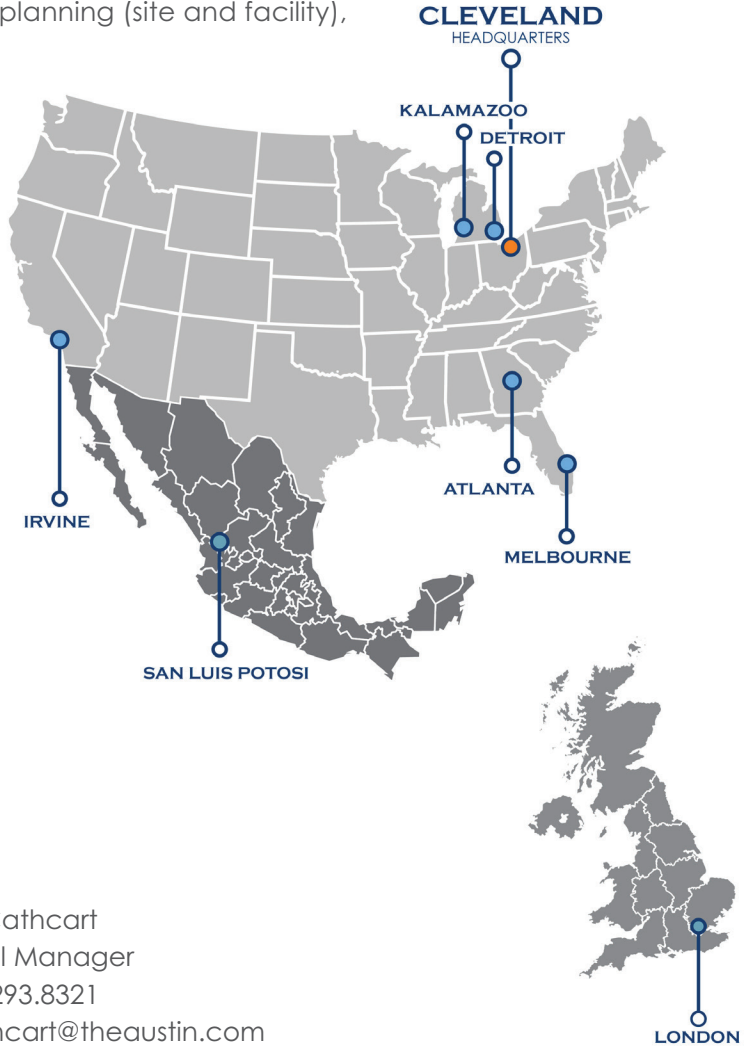 planning (site and facility),
CLEVELAND
HEADQUARTERS
KALAMAZOO
DETROIT
IRVINE
ATLANTA
MELBOURNE
SAN LUIS POTOSI
LONDON
athcart
l Manager
293.8321
ncart@theaustin.com